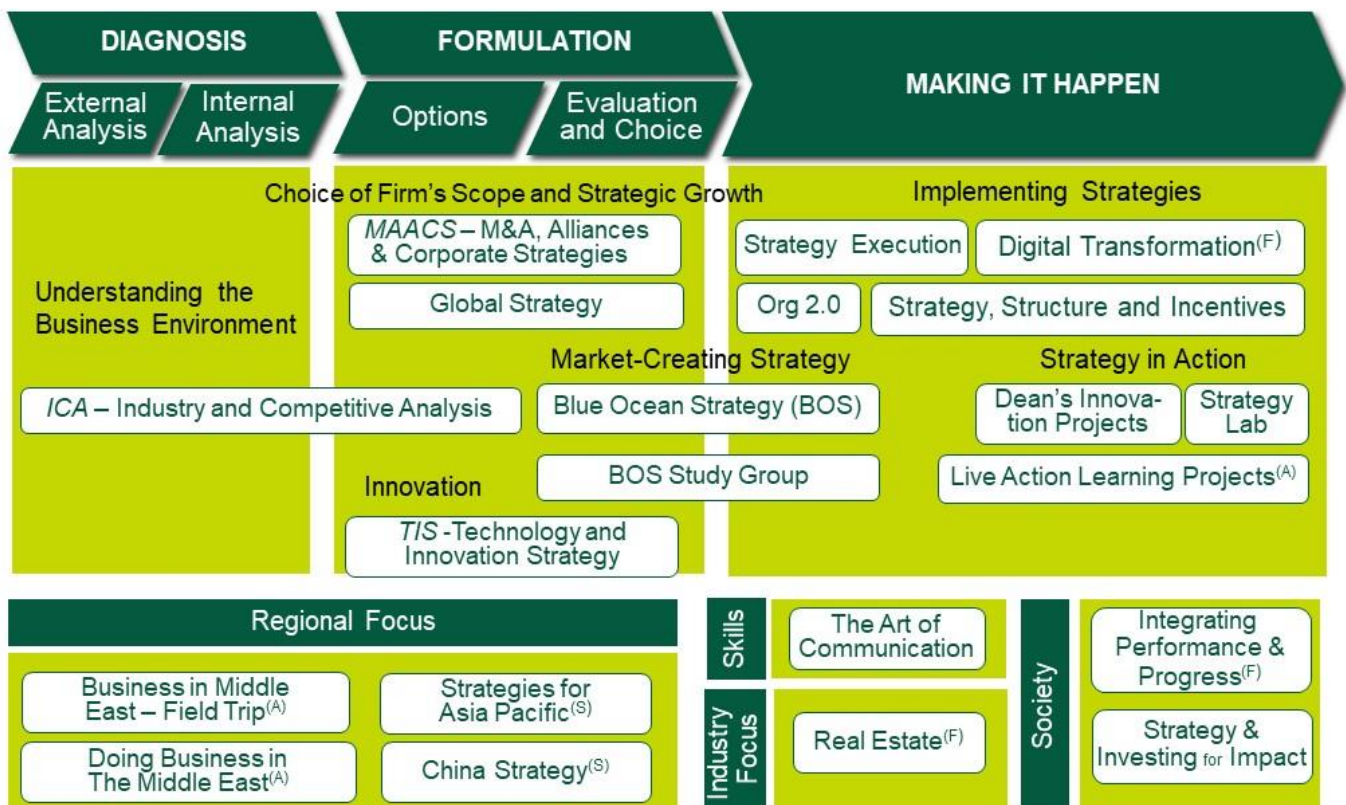 DIAGNOSIS
FORMULATION
MAKING IT HAPPEN
External
Analysis
Internal
Analysis
Options
Evaluation
and Choice
Choice of Firm's Scope and Strategic Growth
MAACS – M&A, Alliances
& Corporate Strategies
Global Strategy
Implementing Strategies
Strategy Execution
Digital Transformation(F)
Org 2.0
Strategy, Structure and Incentives
Understanding the
Business Environment
Market-Creating Strategy
Strategy in Action
ICA – Industry and Competitive Analysis
Blue Ocean Strategy (BOS)
Dean's Innova-
tion Projects
Strategy
Lab
BOS Study Group
Live Action Learning Projects(A)
Innovation
TIS -Technology and
Innovation Strategy
Regional Focus
Business in Middle
East – Field Trip(A)
Strategies for
Asia Pacific(S)
Doing Business in
The Middle East(A)
China Strategy(S)
Skills
The Art of
Communication
Industry
Focus
Real Estate(F)
Society
Integrating
Performance &
Progress(F)
Strategy &
Investing for Impact